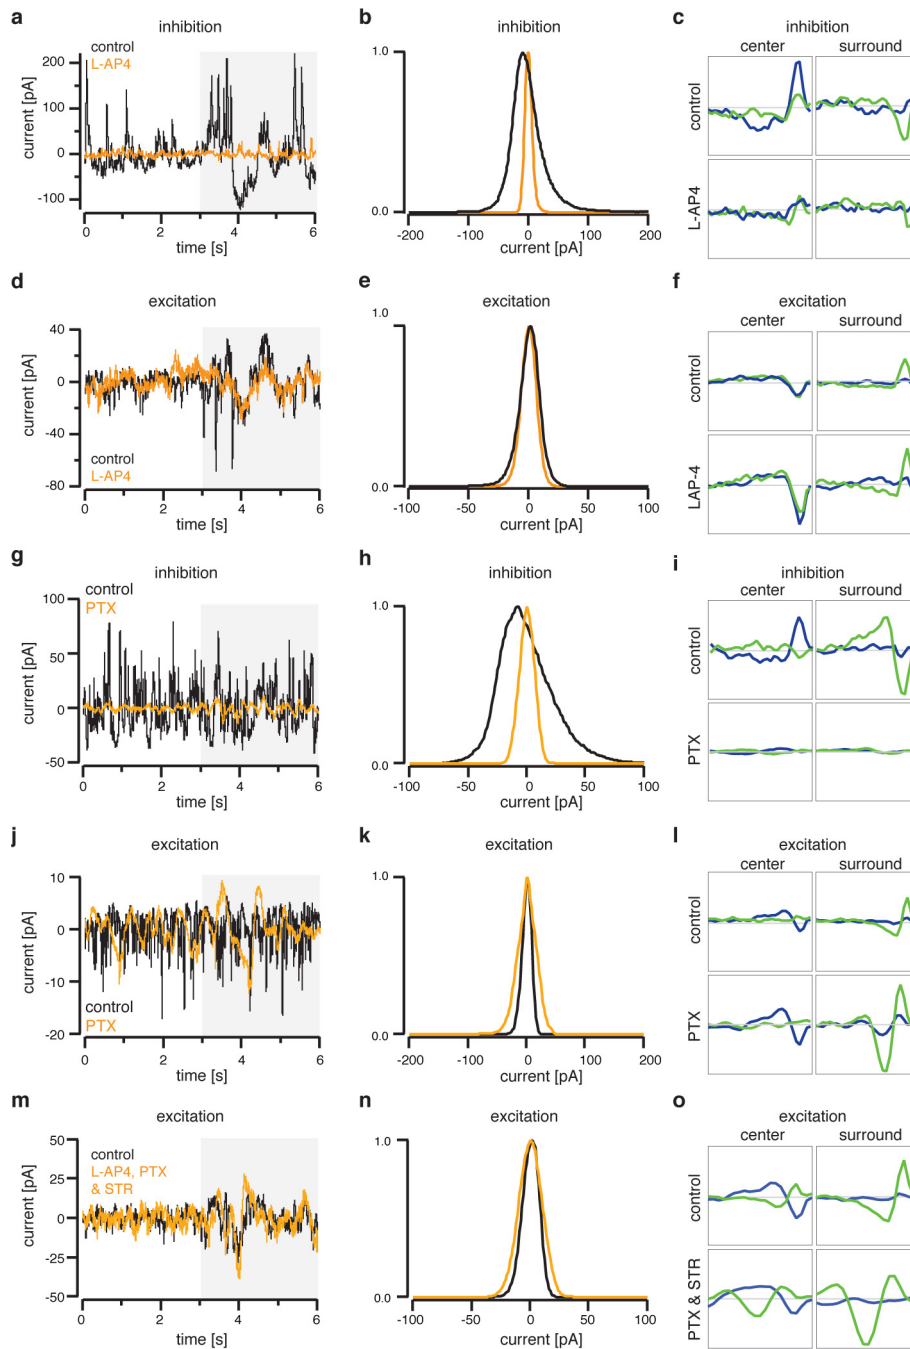 a
inhibition
control
L-AP4
current [pA]
200
100
0
-100
0
2
4
6
time [s]
b
inhibition
1.0
0.0
-200
-100
0
100
200
current [pA]
c
inhibition
center
surround
control
L-AP4
d
excitation
current [pA]
40
0
-40
-80
control
L-AP4
0
2
4
6
time [s]
e
excitation
1.0
0.0
-100
-50
0
50
100
current [pA]
f
excitation
center
surround
control
LAP-4
g
inhibition
control
PTX
current [pA]
100
50
0
-50
0
2
4
6
time [s]
h
inhibition
1.0
0.0
-100
-50
0
50
100
current [pA]
i
inhibition
center
surround
control
PTX
j
excitation
current [pA]
10
0
-10
-20
control
PTX
0
2
4
6
time [s]
k
excitation
1.0
0.0
-200
-100
0
100
200
current [pA]
l
excitation
center
surround
control
PTX
m
excitation
control
L-AP4, PTX
& STR
current [pA]
50
25
0
-25
-50
0
2
4
6
time [s]
n
excitation
1.0
0.0
-100
-50
0
50
100
current [pA]
o
excitation
center
surround
control
PTX & STR